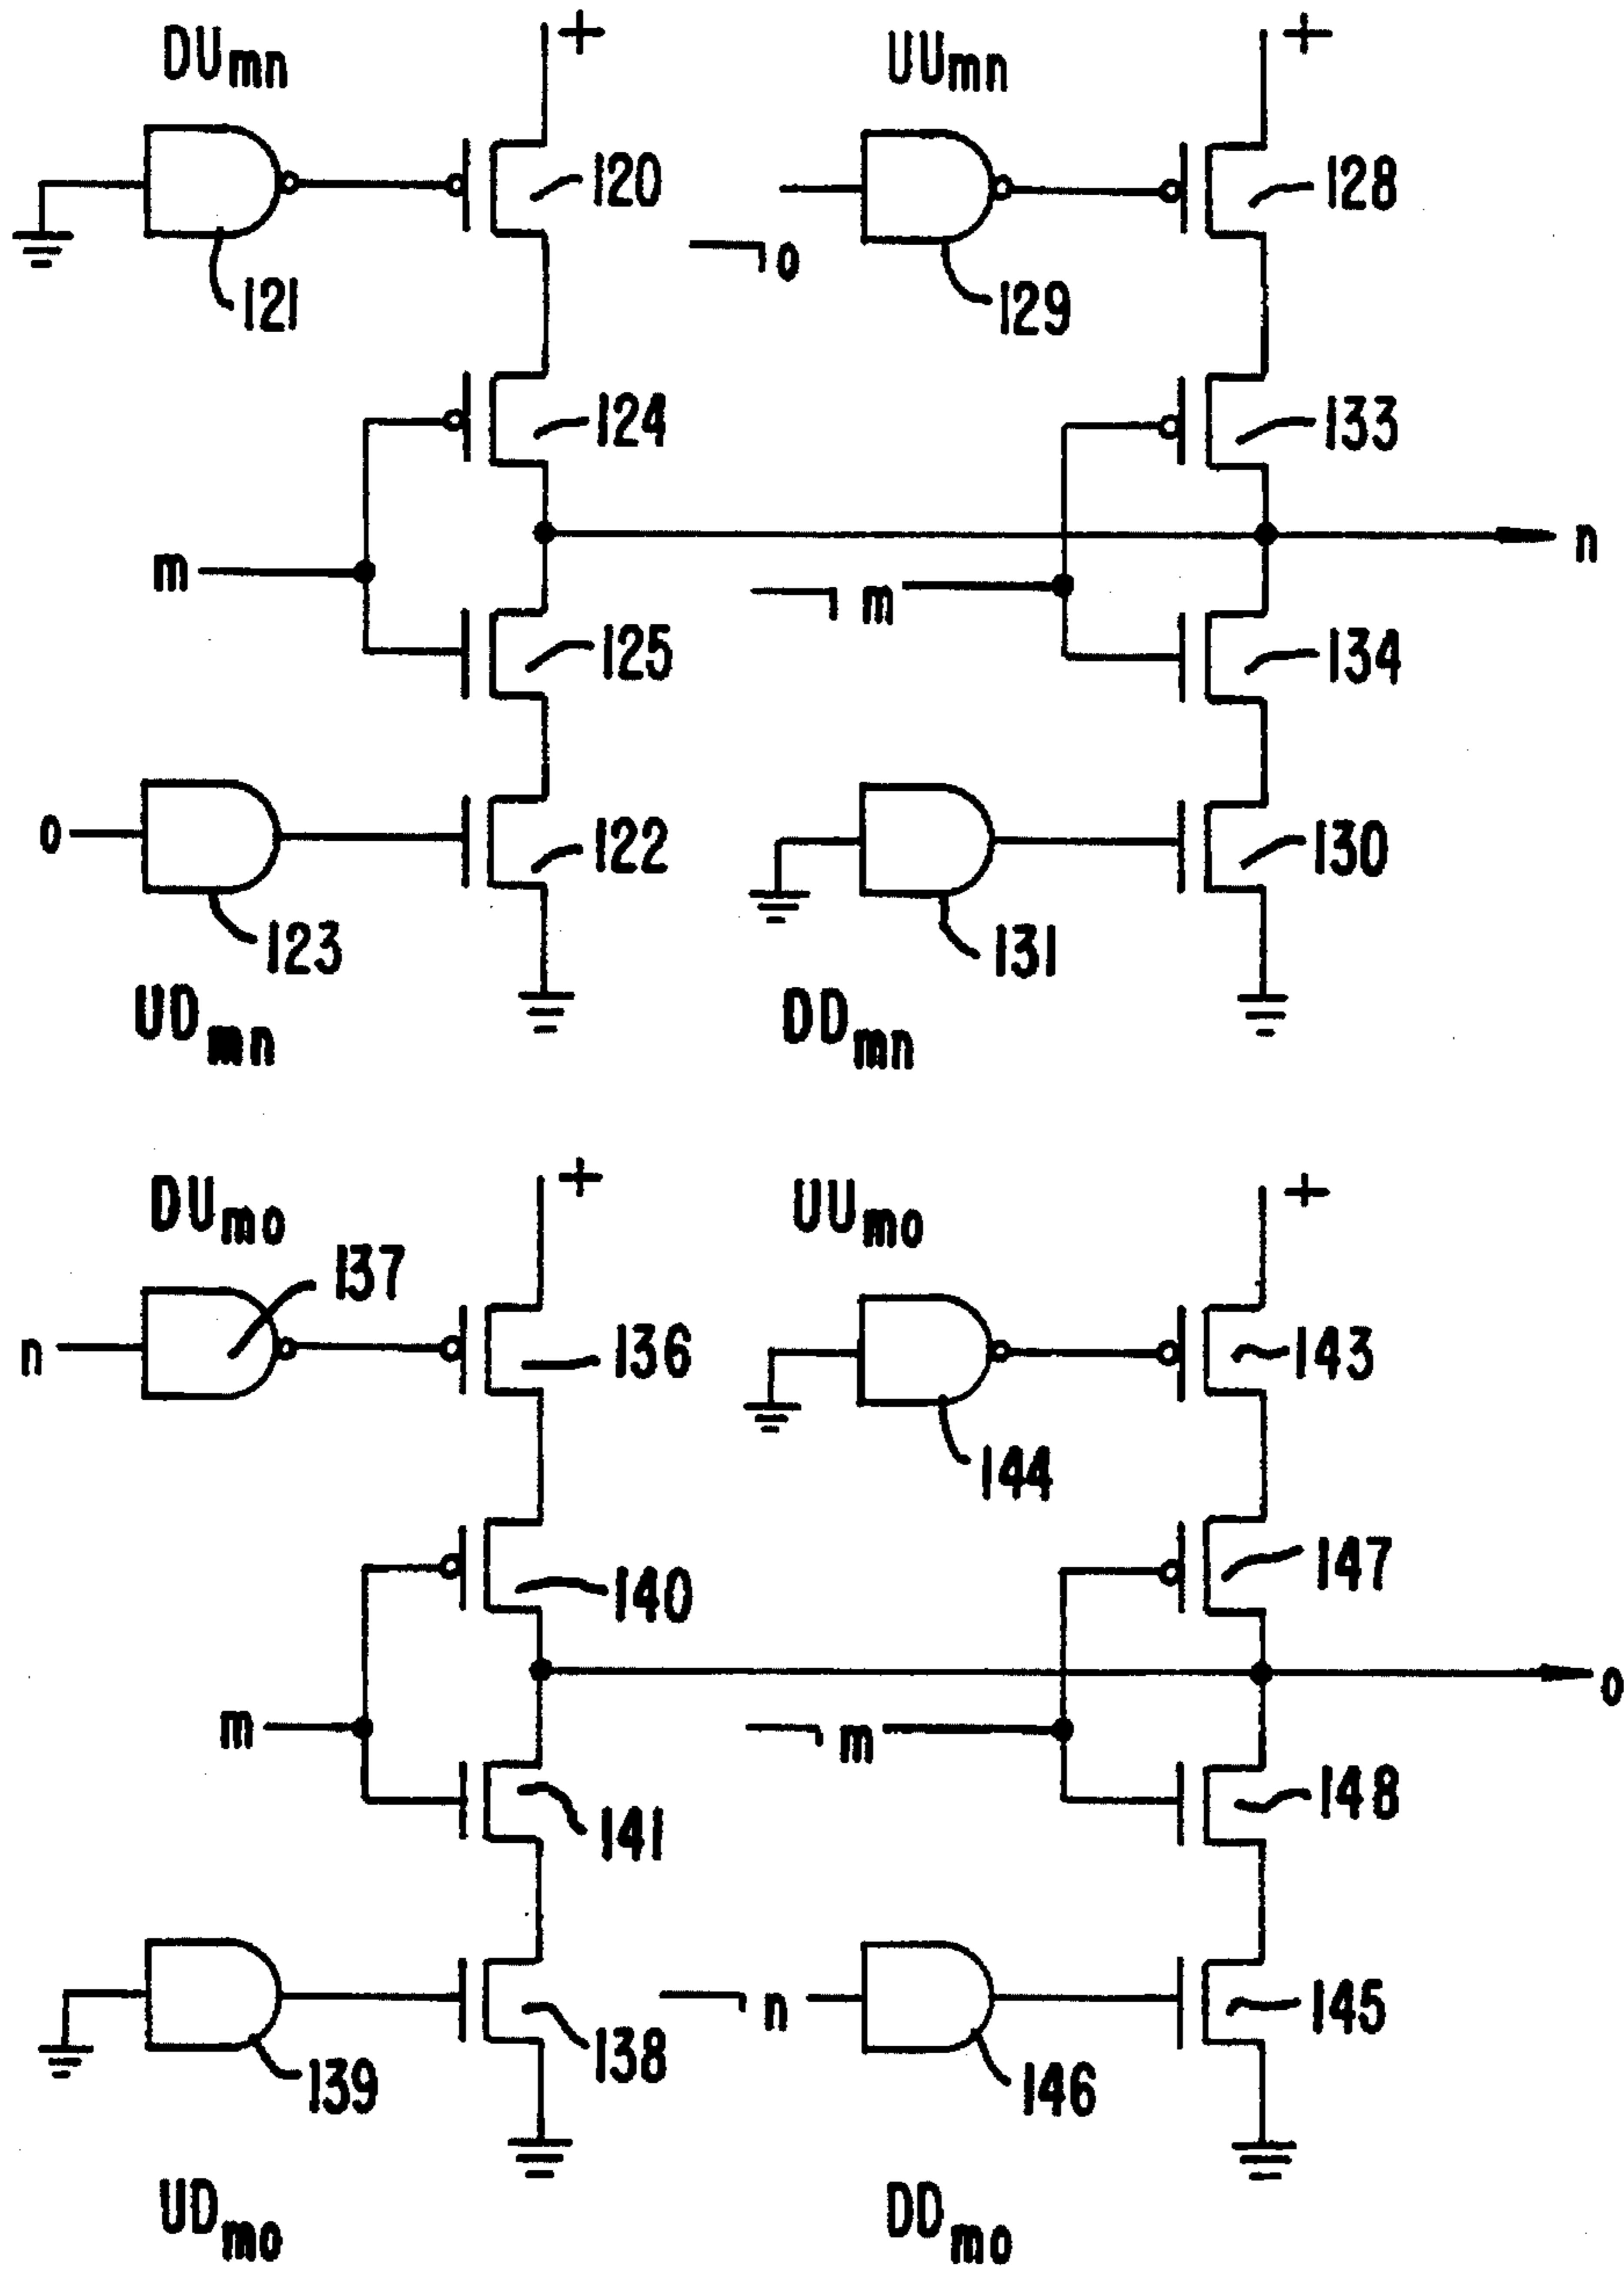 DUmn + UUmn +
120 128
¬o
121 129
124 133
m ¬m n
125 134
o 122 130
123 131
UDmn DDmn
DUmo + UUmo +
137
n 136 143
144
140 147
m ¬m o
141 148
¬n
139 138 146 145
UDmo DDmo